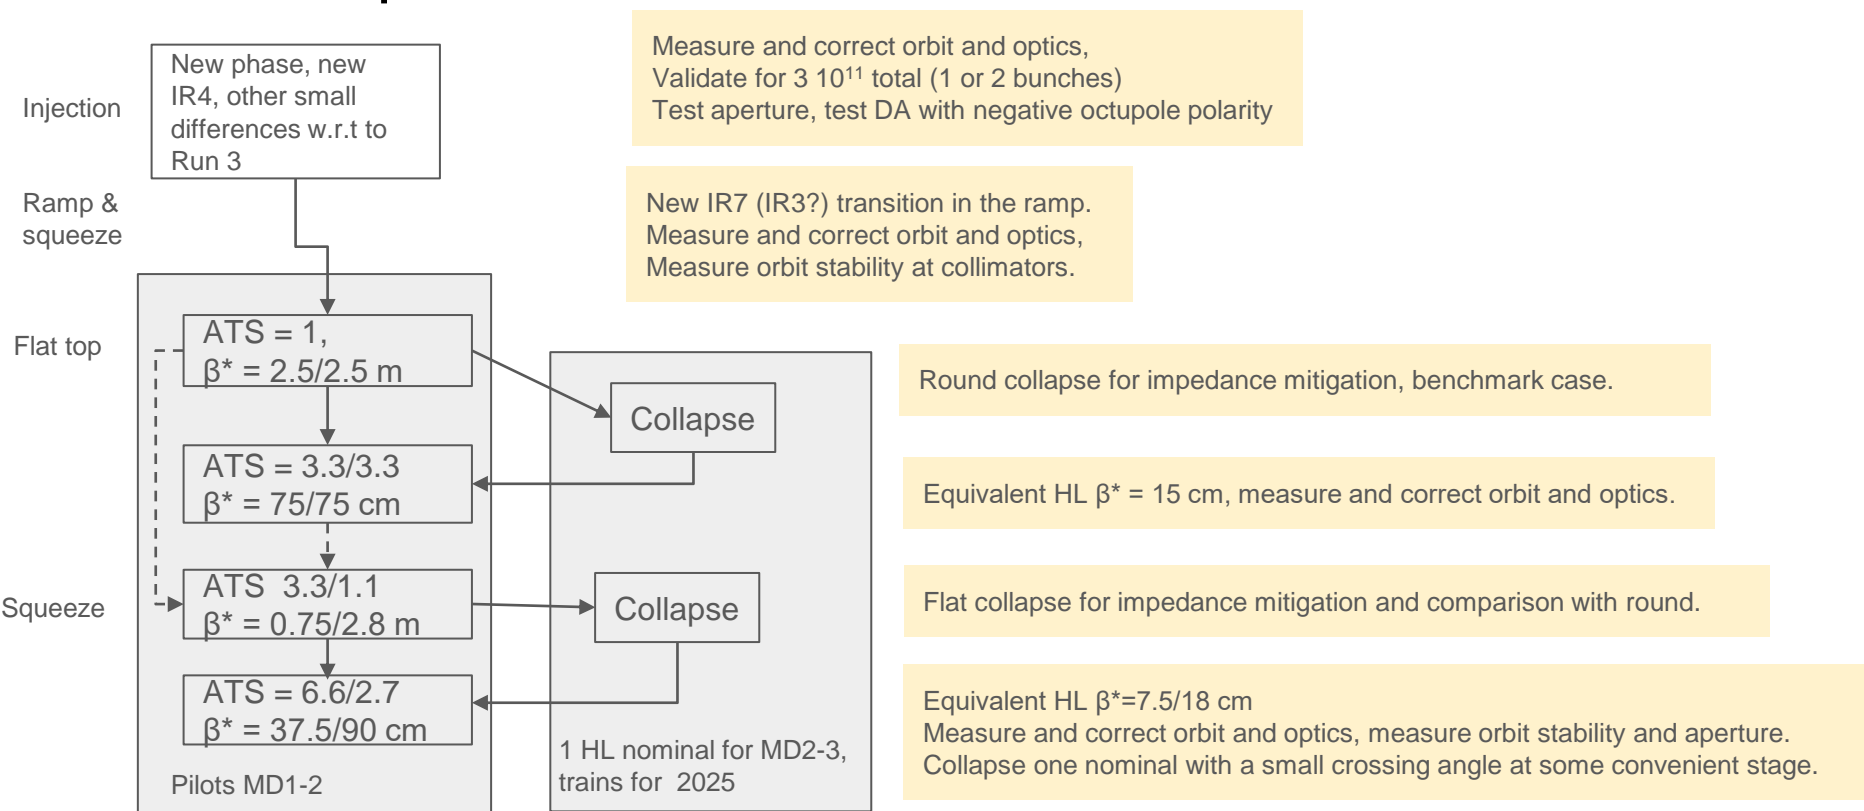 Injection
New phase, new
IR4, other small
differences w.r.t to
Run 3
Measure and correct orbit and optics,
Validate for 3 10¹¹ total (1 or 2 bunches)
Test aperture, test DA with negative octupole polarity
Ramp &
squeeze
New IR7 (IR3?) transition in the ramp.
Measure and correct orbit and optics,
Measure orbit stability at collimators.
Flat top
ATS = 1,
β* = 2.5/2.5 m
Collapse
Round collapse for impedance mitigation, benchmark case.
ATS = 3.3/3.3
β* = 75/75 cm
Equivalent HL β* = 15 cm, measure and correct orbit and optics.
Squeeze
ATS 3.3/1.1
β* = 0.75/2.8 m
Collapse
Flat collapse for impedance mitigation and comparison with round.
ATS = 6.6/2.7
β* = 37.5/90 cm
Equivalent HL β*=7.5/18 cm
Measure and correct orbit and optics, measure orbit stability and aperture.
Collapse one nominal with a small crossing angle at some convenient stage.
Pilots MD1-2
1 HL nominal for MD2-3,
trains for 2025